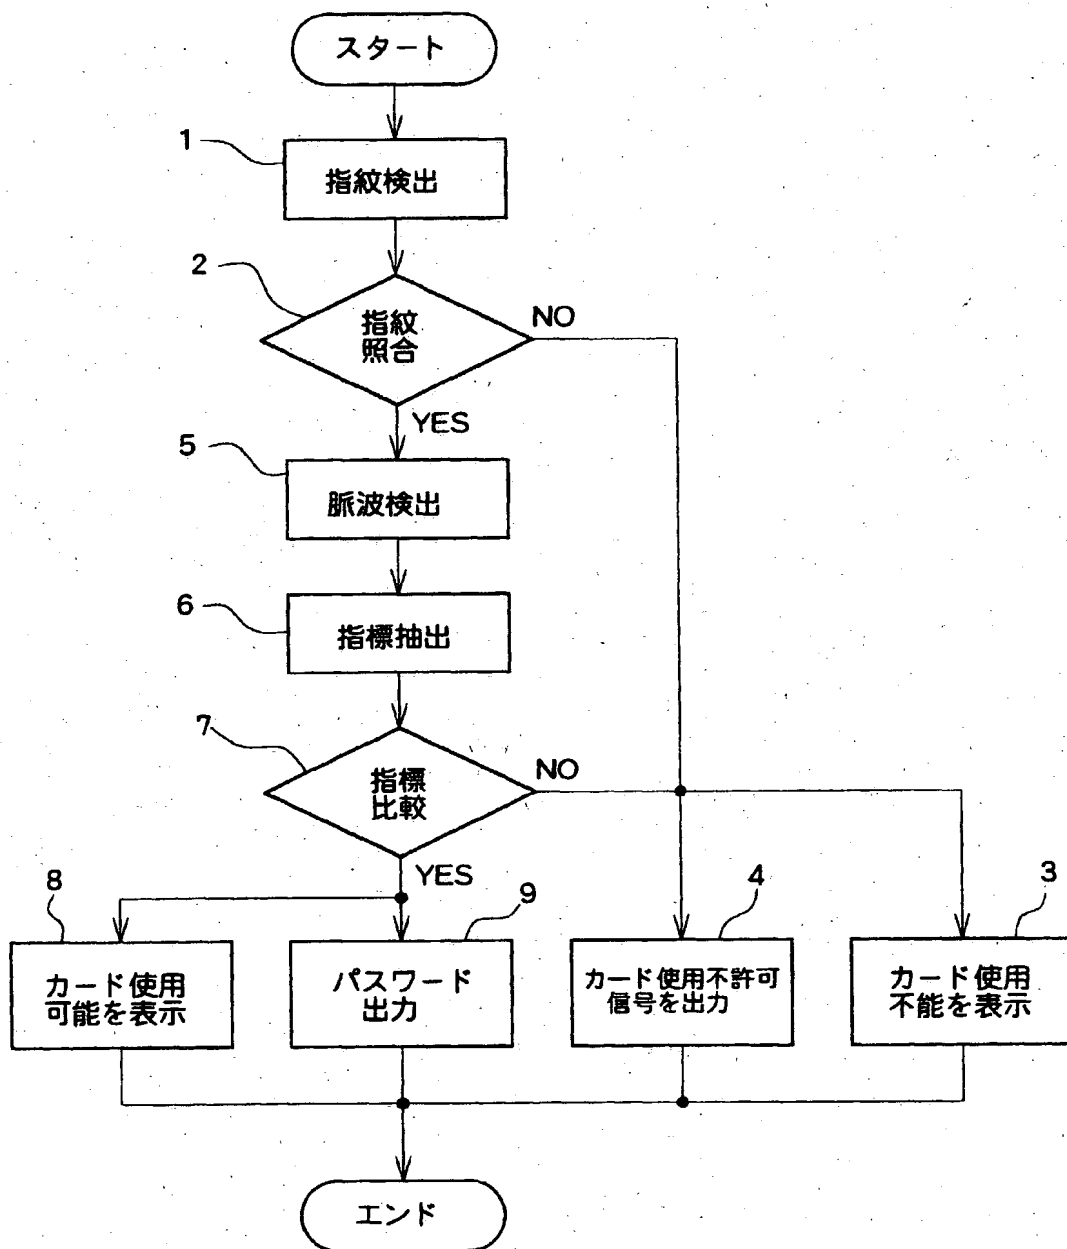 スタート
1
指紋検出
2
指紋
照合
NO
YES
5
脈波検出
6
指標抽出
7
指標
比較
NO
YES
8
カード使用
可能を表示
9
パスワード
出力
4
カード使用不許可
信号を出力
3
カード使用
不能を表示
エンド